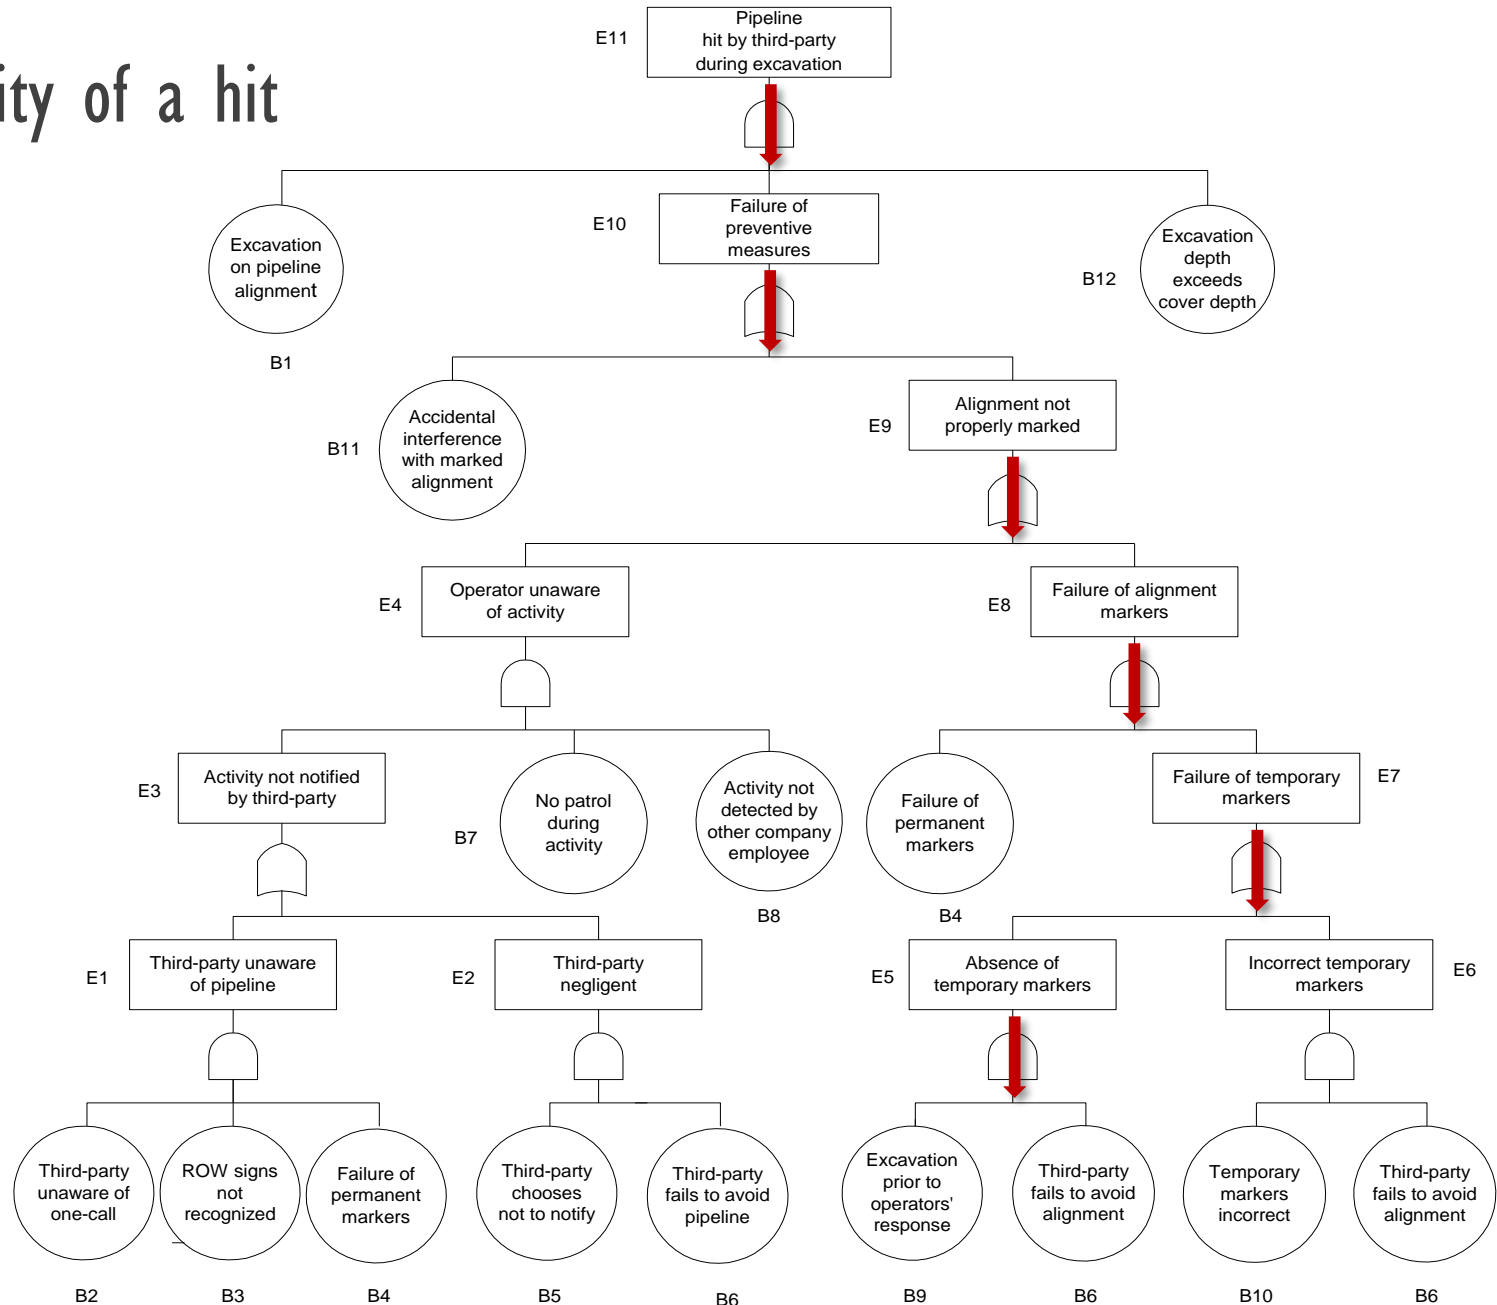 ity of a hit
E11
Pipeline
hit by third-party
during excavation
Excavation
on pipeline
alignment
B1
E10
Failure of
preventive
measures
B12
Excavation
depth
exceeds
cover depth
B11
Accidental
interference
with marked
alignment
E9
Alignment not
properly marked
E4
Operator unaware
of activity
E8
Failure of alignment
markers
E3
Activity not notified
by third-party
B7
No patrol
during
activity
Activity not
detected by
other company
employee
B8
Failure of
permanent
markers
B4
Failure of temporary
markers
E7
E1
Third-party unaware
of pipeline
E2
Third-party
negligent
E5
Absence of
temporary markers
Incorrect temporary
markers
E6
Third-party
unaware of
one-call
B2
ROW signs
not
recognized
B3
Failure of
permanent
markers
B4
Third-party
chooses
not to notify
B5
Third-party
fails to avoid
pipeline
B6
Excavation
prior to
operators'
response
B9
Third-party
fails to avoid
alignment
B6
Temporary
markers
incorrect
B10
Third-party
fails to avoid
alignment
B6